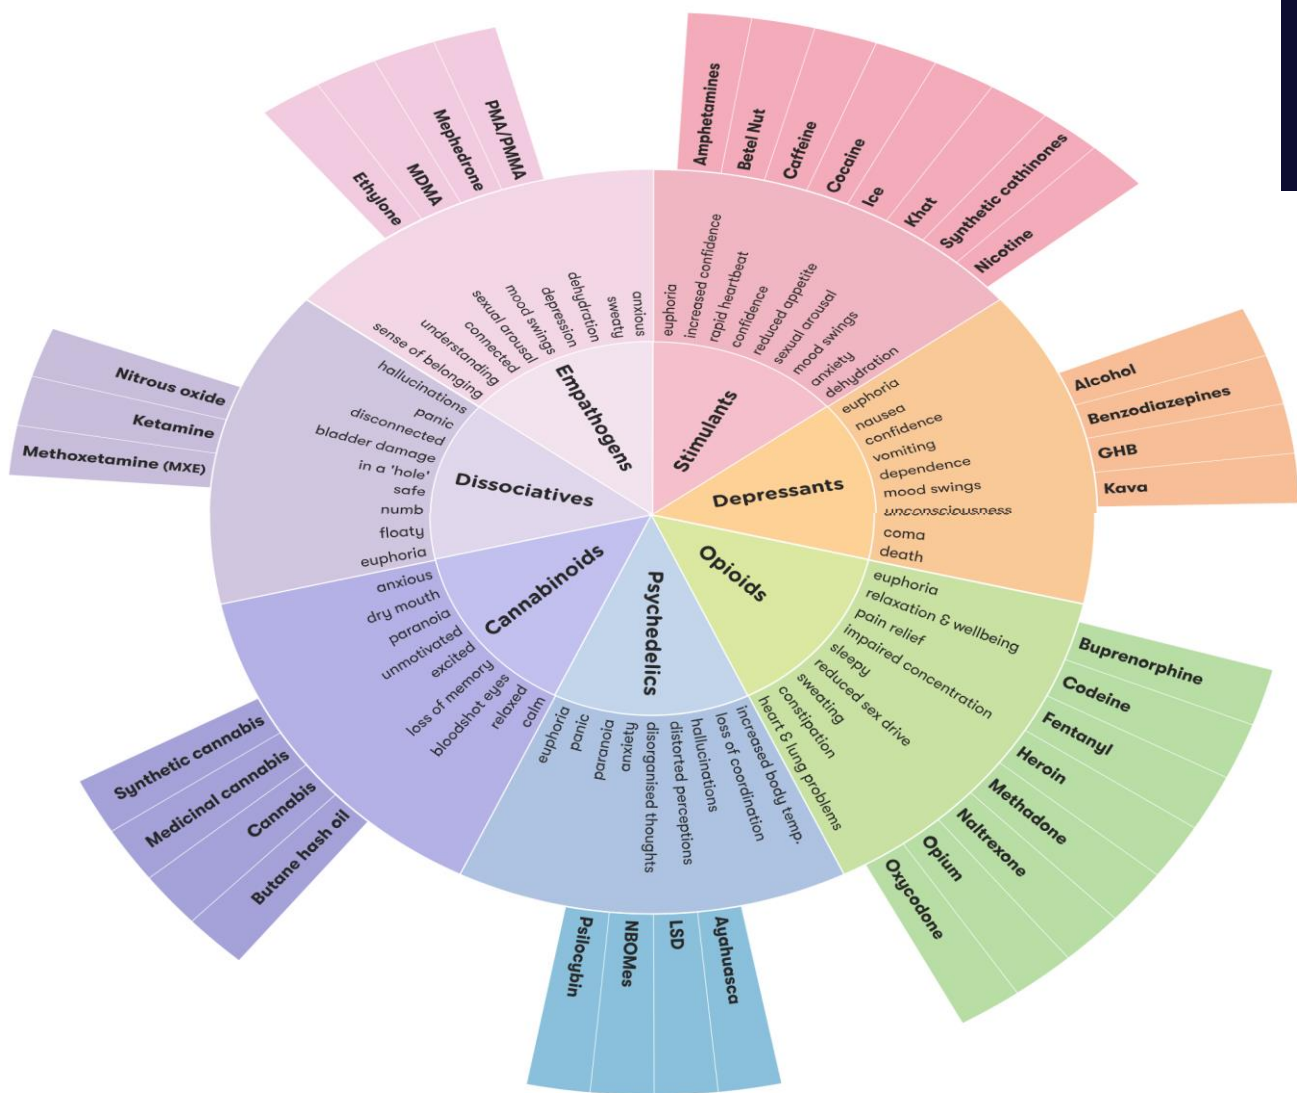 Empathogens
anxious
sweaty
dehydration
depression
mood swings
sexual arousal
connected
understanding
sense of belonging
Ethylone
MDMA
Mephedrone
PMA/PMMA
Stimulants
euphoria
increased confidence
rapid heartbeat
confidence
reduced appetite
sexual arousal
mood swings
anxiety
dehydration
Amphetamines
Betel Nut
Caffeine
Cocaine
Ice
Khat
Synthetic cathinones
Nicotine
Depressants
euphoria
nausea
confidence
vomiting
dependence
mood swings
unconsciousness
coma
death
Alcohol
Benzodiazepines
GHB
Kava
Opioids
euphoria
relaxation & wellbeing
pain relief
impaired concentration
sleepy
reduced sex drive
sweating
constipation
heart & lung problems
Buprenorphine
Codeine
Fentanyl
Heroin
Methadone
Naltrexone
Opium
Oxycodone
Psychedelics
increased body temp.
loss of coordination
hallucinations
distorted perceptions
disorganised thoughts
anxiety
paranoia
panic
euphoria
Ayahuasca
LSD
NBOMes
Psilocybin
Cannabinoids
anxious
dry mouth
paranoia
unmotivated
excited
loss of memory
bloodshot eyes
relaxed
calm
Synthetic cannabis
Medicinal cannabis
Cannabis
Butane hash oil
Dissociatives
hallucinations
panic
disconnected
bladder damage
in a 'hole'
safe
numb
floaty
euphoria
Nitrous oxide
Ketamine
Methoxetamine (MXE)